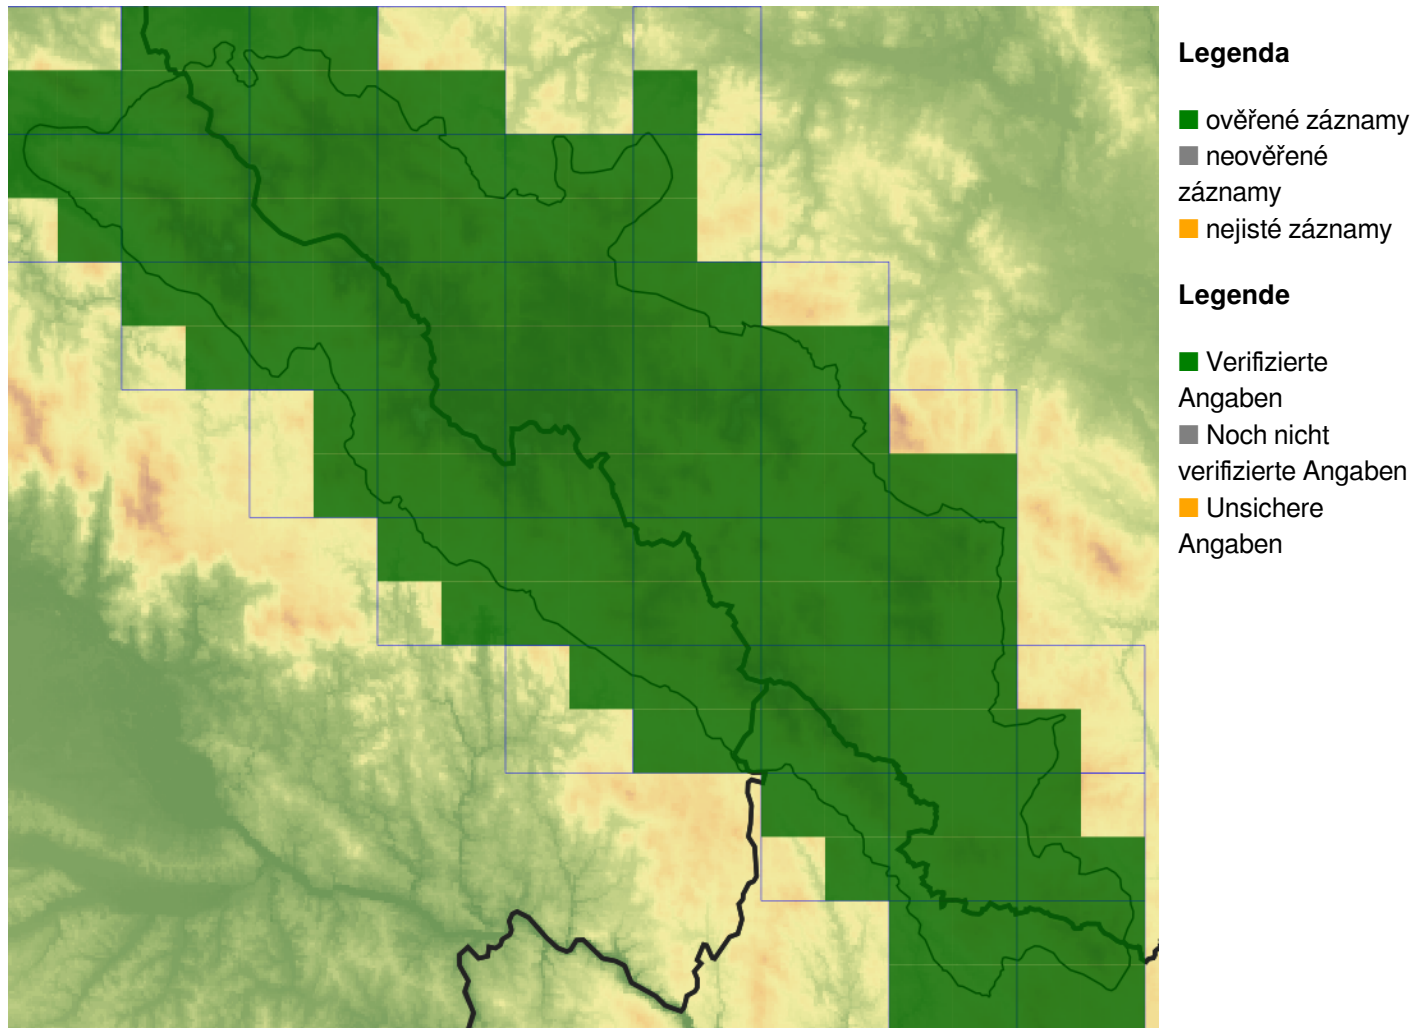 Legenda
ověřené záznamy
neověřené
záznamy
nejisté záznamy
Legende
Verifizierte
Angaben
Noch nicht
verifizierte Angaben
Unsichere
Angaben